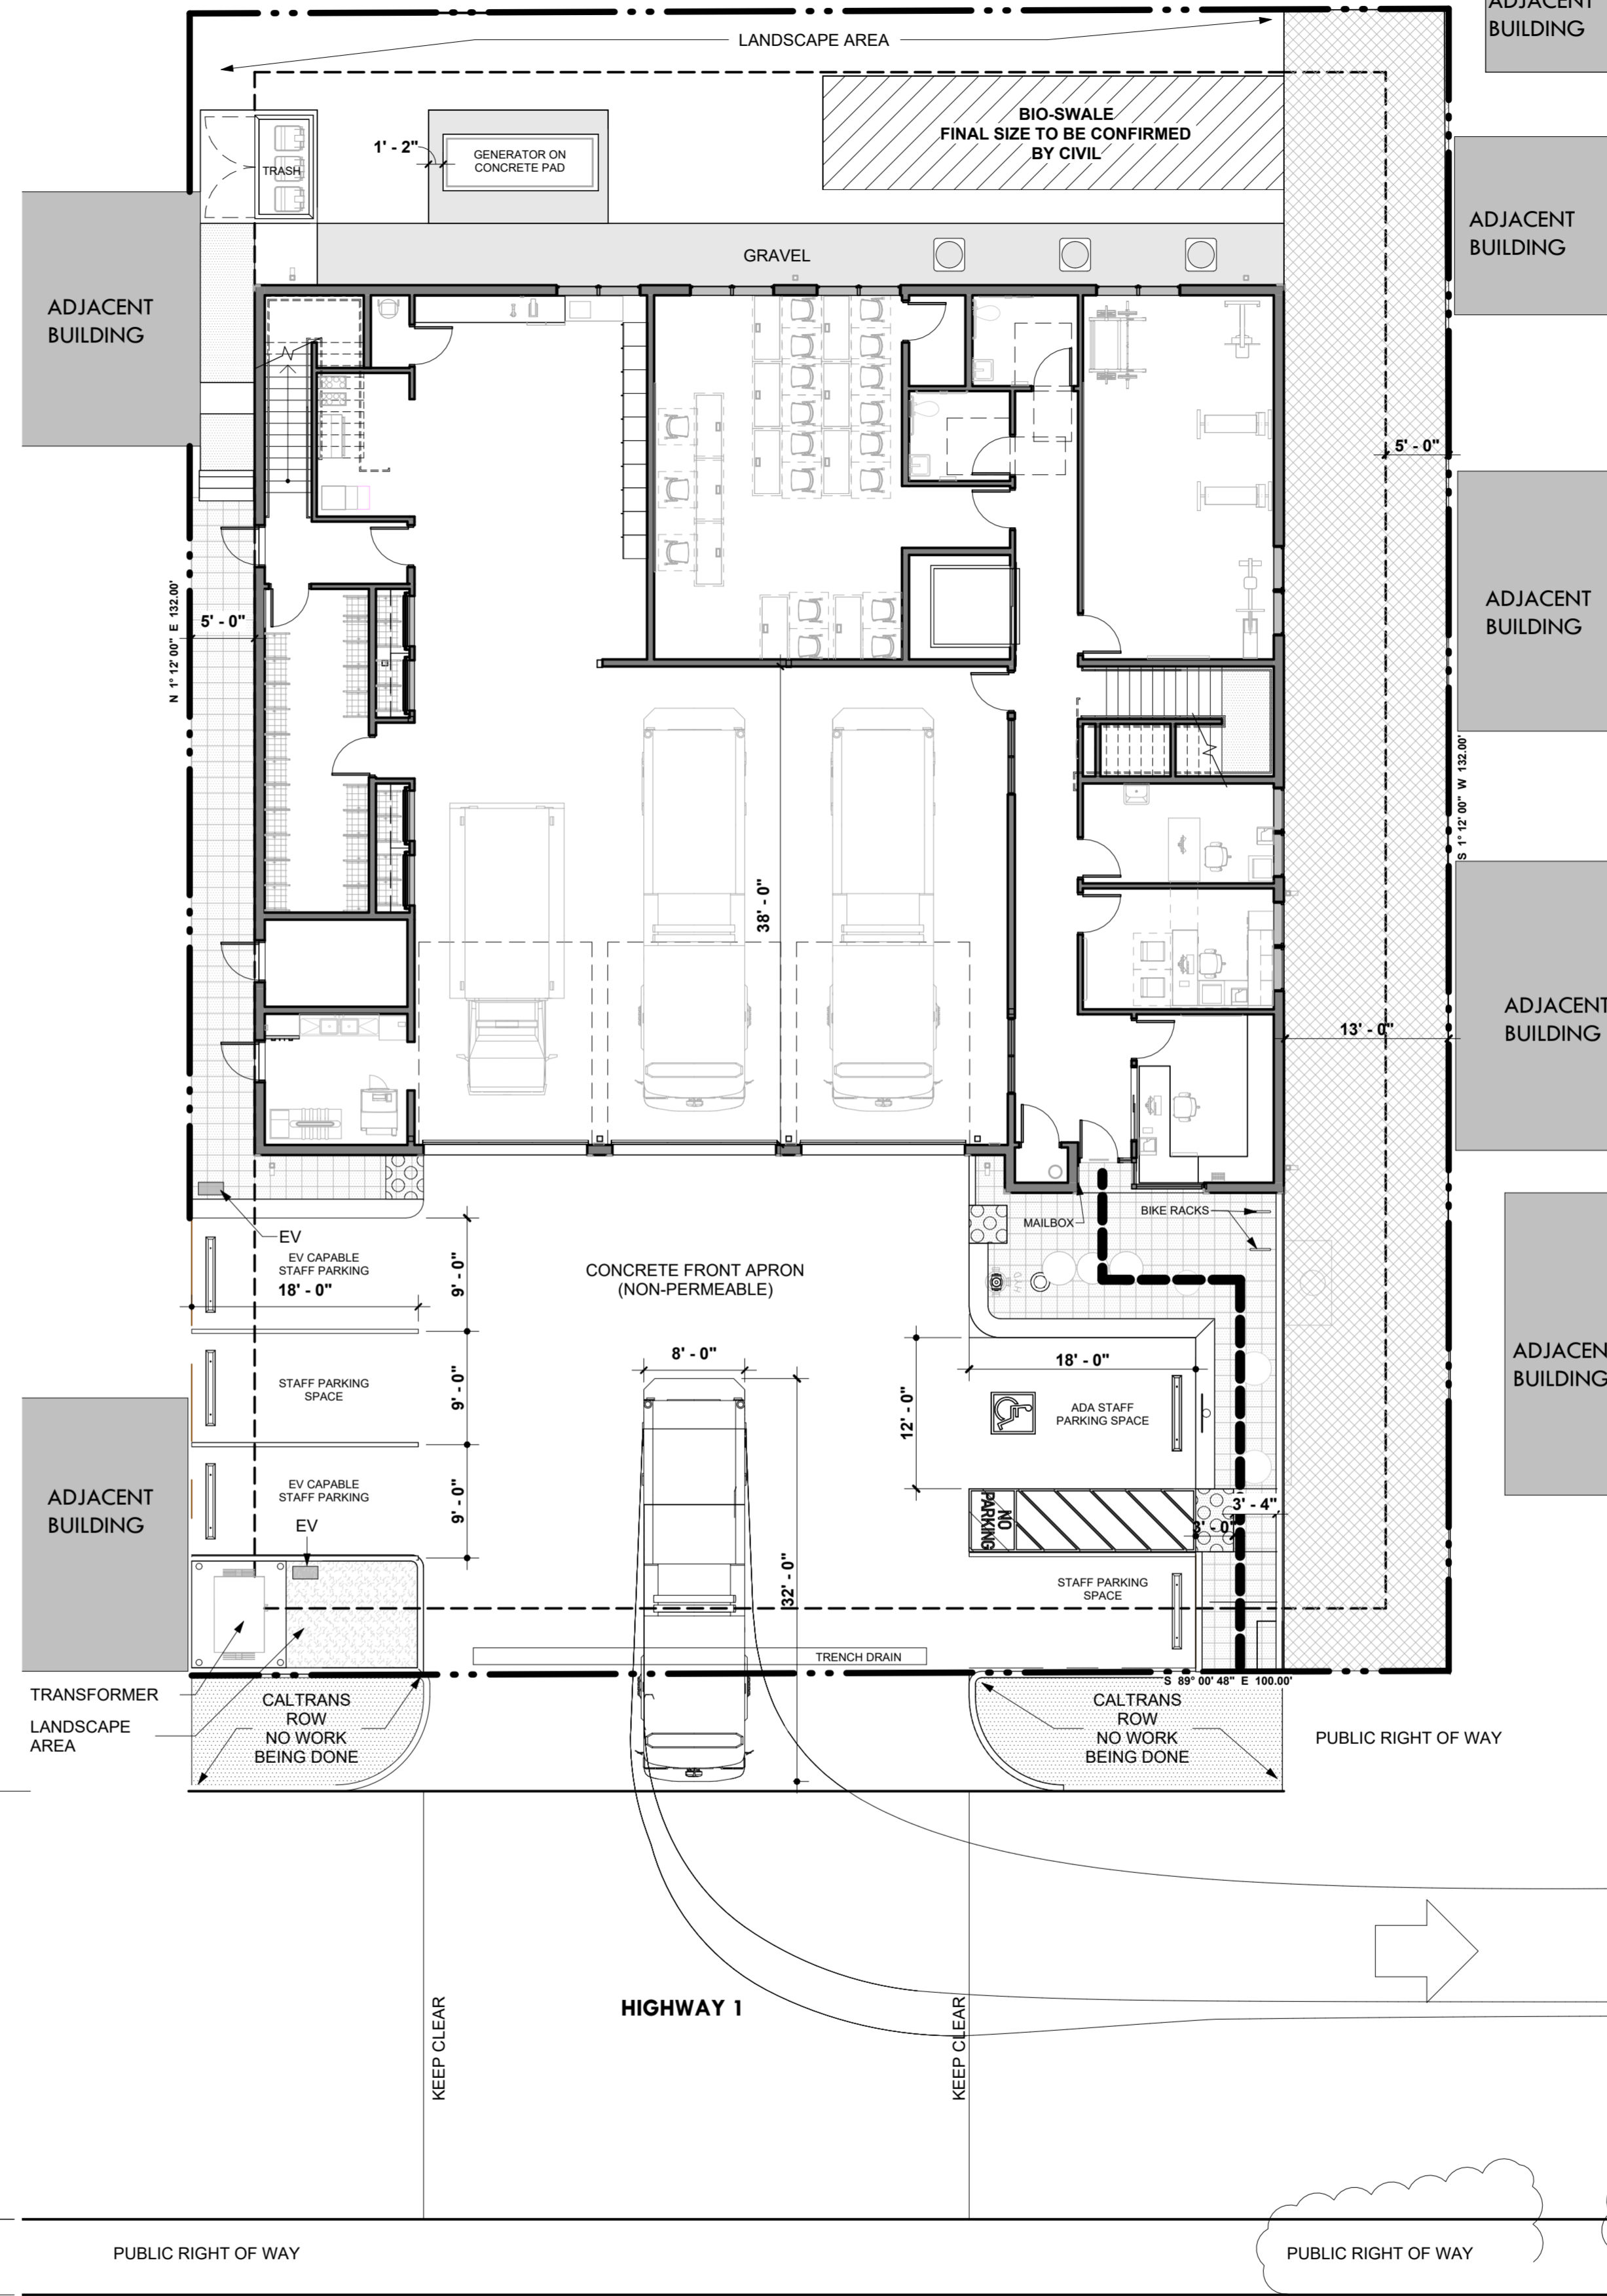 ADJACENT
BUILDING
LANDSCAPE AREA
BIO-SWALE
FINAL SIZE TO BE CONFIRMED
BY CIVIL
1' - 2"
GENERATOR ON
CONCRETE PAD
TRASH
ADJACENT
BUILDING
GRAVEL
ADJACENT
BUILDING
5' - 0"
ADJACENT
BUILDING
N 1° 12' 00" E 132.00'
5' - 0"
S 1° 12' 00" W 132.00'
38' - 0"
ADJACENT
BUILDING
13' - 0"
MAILBOX
BIKE RACKS
EV
EV CAPABLE
STAFF PARKING
18' - 0"
9' - 0"
CONCRETE FRONT APRON
(NON-PERMEABLE)
8' - 0"
18' - 0"
ADJACEN
BUILDING
STAFF PARKING
SPACE
9' - 0"
12' - 0"
ADA STAFF
PARKING SPACE
ADJACENT
BUILDING
EV CAPABLE
STAFF PARKING
9' - 0"
EV
NO
PARKING
3' - 4"
3' - 0"
32' - 0"
STAFF PARKING
SPACE
TRENCH DRAIN
S 89° 00' 48" E 100.00'
TRANSFORMER
LANDSCAPE
AREA
CALTRANS
ROW
NO WORK
BEING DONE
CALTRANS
ROW
NO WORK
BEING DONE
PUBLIC RIGHT OF WAY
HIGHWAY 1
KEEP CLEAR
KEEP CLEAR
PUBLIC RIGHT OF WAY
PUBLIC RIGHT OF WAY